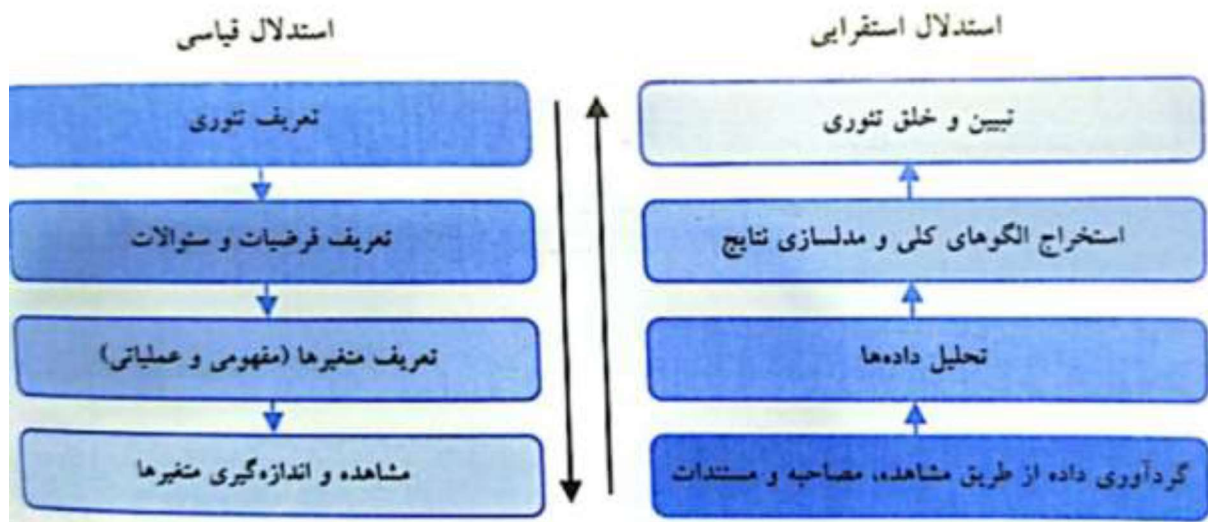 استدلال استقرایی
تبیین و خلق تئوری
استخراج الگوهای کلی و مدلسازی نتایج
تحلیل داده‌ها
گردآوری داده از طریق مشاهده، مصاحبه و مستندات
استدلال قیاسی
تعریف تئوری
تعریف فرضیات و سئوالات
تعریف متغیرها (مفهومی و عملیاتی)
مشاهده و اندازه‌گیری متغیرها